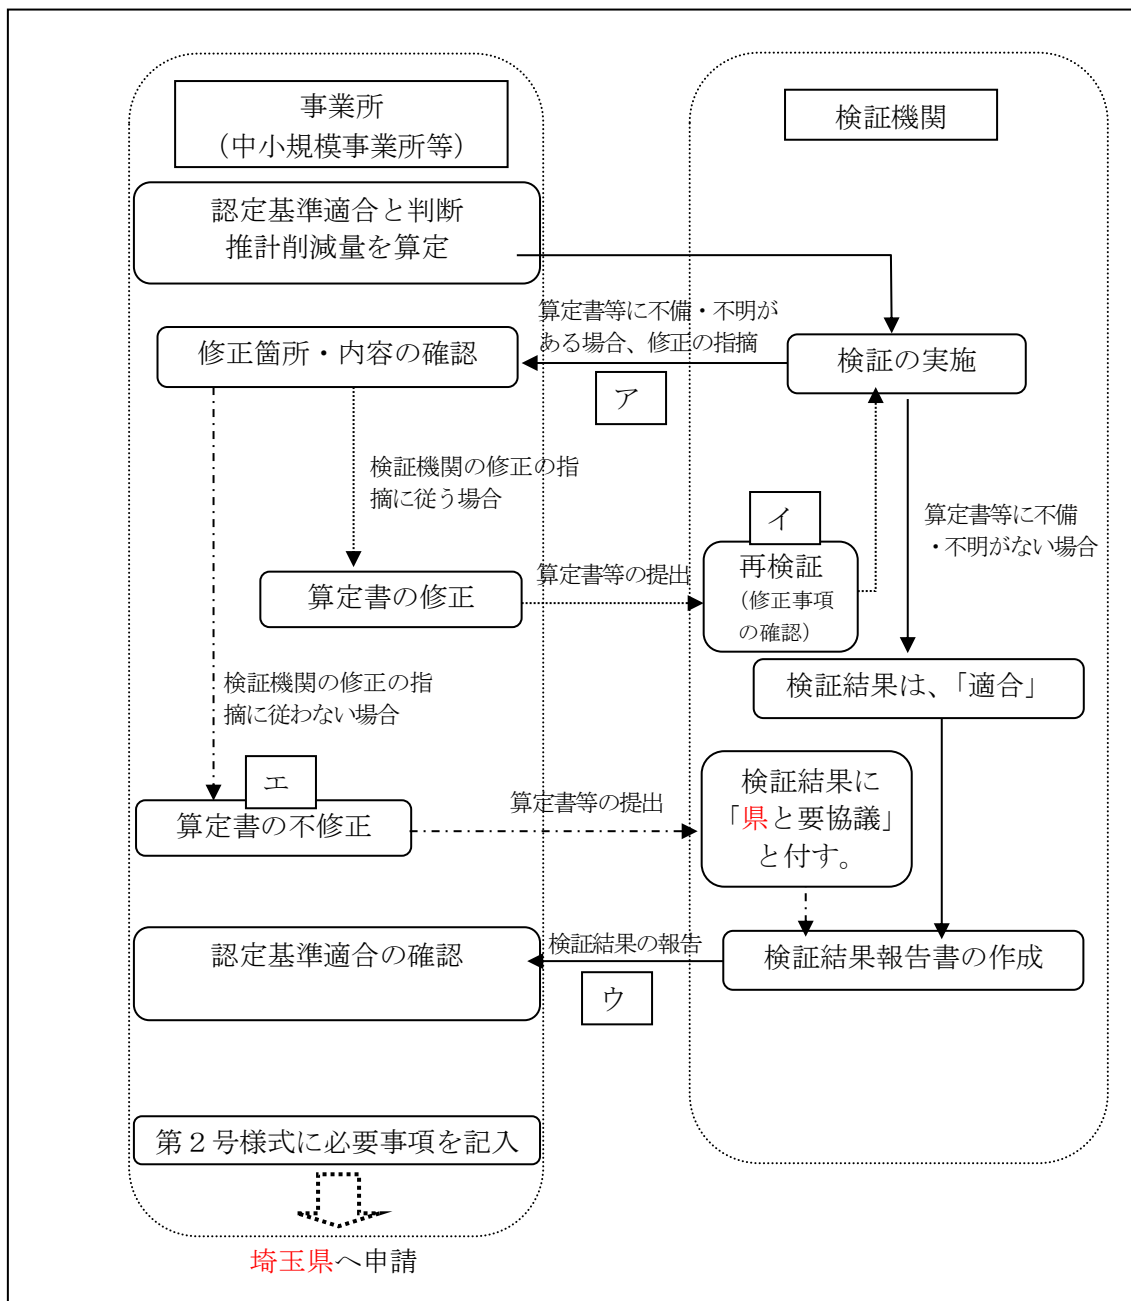 事業所
（中小規模事業所等）
検証機関
認定基準適合と判断
推計削減量を算定
算定書等に不備・不明が
ある場合、修正の指摘
修正箇所・内容の確認
検証の実施
ア
検証機関の修正の指
摘に従う場合
イ
算定書等に不備
・不明がない場合
算定書の修正
算定書等の提出
再検証
（修正事項
の確認）
検証機関の修正の指
摘に従わない場合
検証結果は、「適合」
エ
算定書の不修正
算定書等の提出
検証結果に
「県と要協議」
と付す。
認定基準適合の確認
検証結果の報告
ウ
検証結果報告書の作成
第２号様式に必要事項を記入
埼玉県へ申請